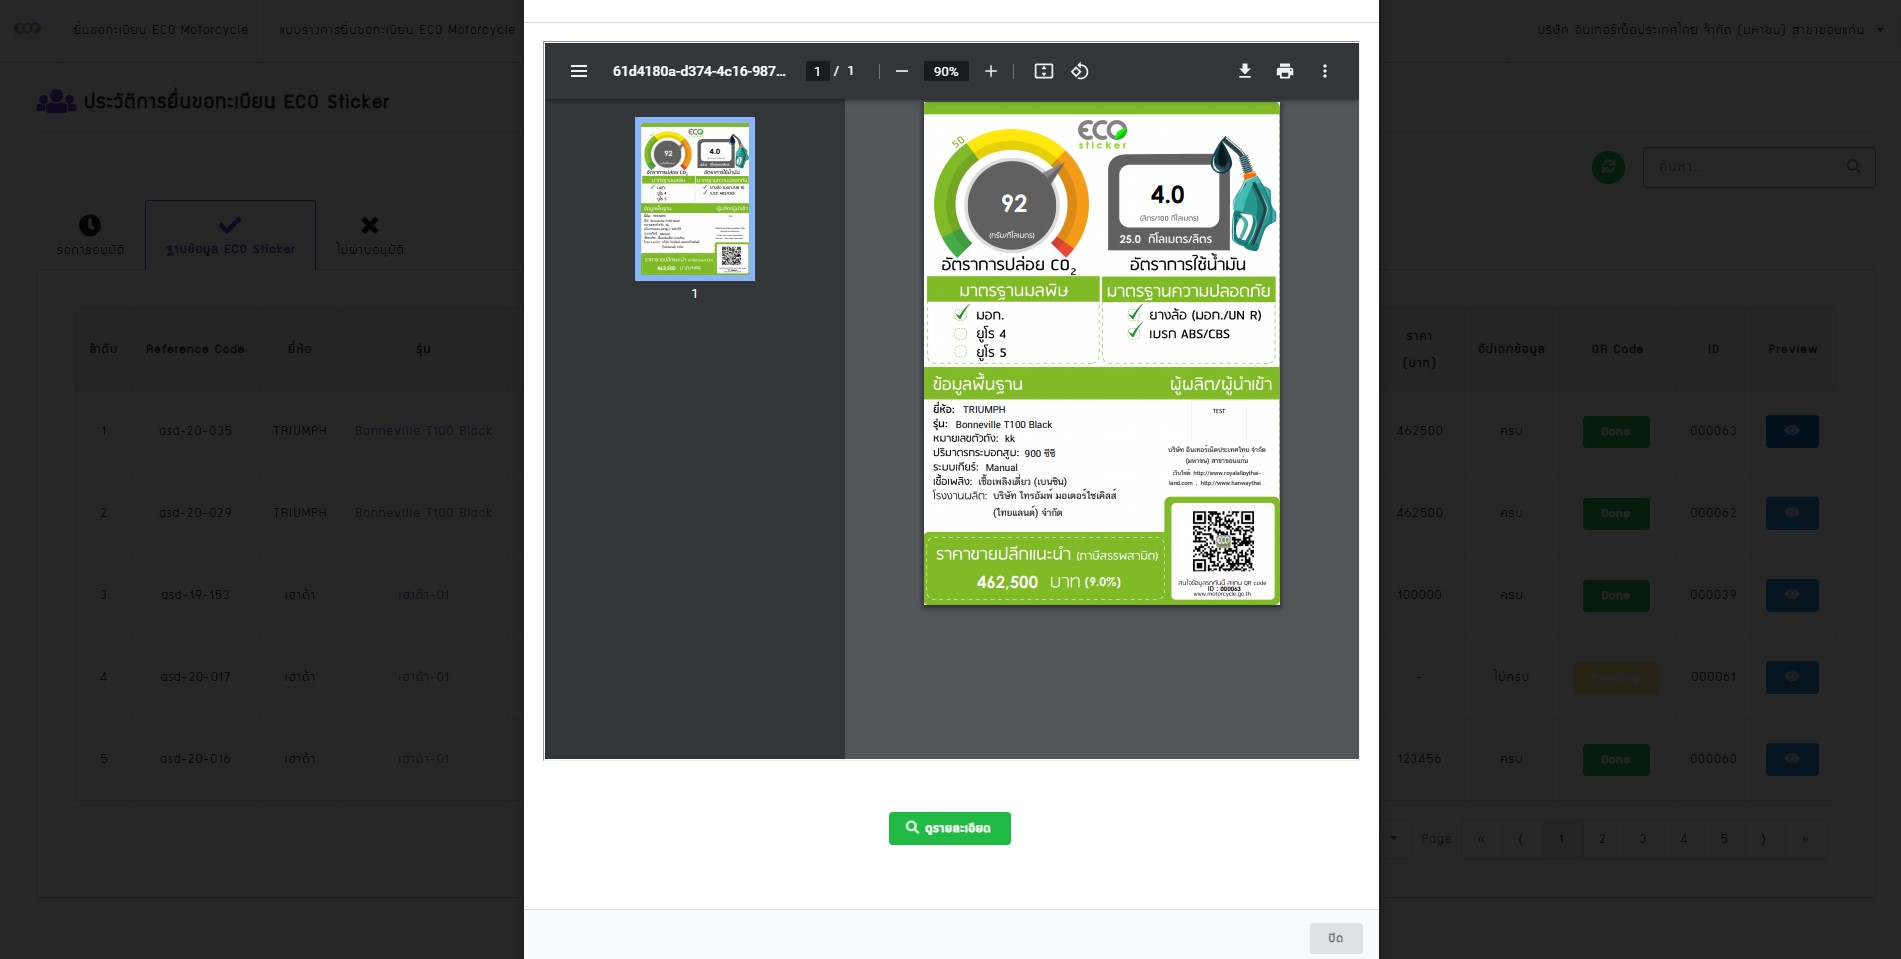 ECO
ยื่นขอทะเบียน ECO Motorcycle
แบบร่างการยื่นขอทะเบียน ECO Motorcycle
บริษัท อินเทอร์เน็ตประเทศไทย จำกัด (มหาชน) สาขาขอนแก่น
ประวัติการยื่นขอทะเบียน ECO Sticker
ค้นหา...
รอการอนุมัติ
ฐานข้อมูล ECO Sticker
ไม่ผ่านอนุมัติ
61d4180a-d374-4c16-987...
1 / 1
90%
1
ECO
sticker
50
92
(กรัม/กิโลเมตร)
4.0
(ลิตร/100 กิโลเมตร)
25.0 กิโลเมตร/ลิตร
อัตราการปล่อย CO2
อัตราการใช้น้ำมัน
มาตรฐานมลพิษ
มาตรฐานความปลอดภัย
มอก.
ยูโร 4
ยูโร 5
ยางล้อ (มอก./UN R)
เบรก ABS/CBS
ข้อมูลพื้นฐาน
ผู้ผลิต/ผู้นำเข้า
ยี่ห้อ: TRIUMPH
รุ่น: Bonneville T100 Black
หมายเลขตัวถัง: kk
ปริมาตรกระบอกสูบ: 900 ซีซี
ระบบเกียร์: Manual
เชื้อเพลิง: เชื้อเพลิงเดี่ยว (เบนซิน)
โรงงานผลิต: บริษัท ไทรอัมพ์ มอเตอร์ไซเคิลส์
(ไทยแลนด์) จำกัด
TEST
บริษัท อินเทอร์เน็ตประเทศไทย จำกัด
(มหาชน) สาขาขอนแก่น
เว็บไซต์: http://www.royalalloythai-
land.com , http://www.hanwaythai.
ราคาขายปลีกแนะนำ (ภาษีสรรพสามิต)
462,500 บาท (9.0%)
สนใจข้อมูลรถคันนี้ สแกน QR code
ID : 000063
www.motorcycle.go.th
ลำดับ Reference Code ยี่ห้อ รุ่น ราคา (บาท) อัปเดทข้อมูล QR Code ID Preview
1 asd-20-035 TRIUMPH Bonneville T100 Black 462500 ครบ Done 000063
2 asd-20-029 TRIUMPH Bonneville T100 Black 462500 ครบ Done 000062
3 asd-19-153 เฮาด้า เฮาด้า-01 100000 ครบ Done 000039
4 asd-20-017 เฮาด้า เฮาด้า-01 - ไม่ครบ 000061
5 asd-20-016 เฮาด้า เฮาด้า-01 123456 ครบ Done 000060
Page « ⟨ 1 2 3 4 5 ⟩ »
ดูรายละเอียด
ปิด